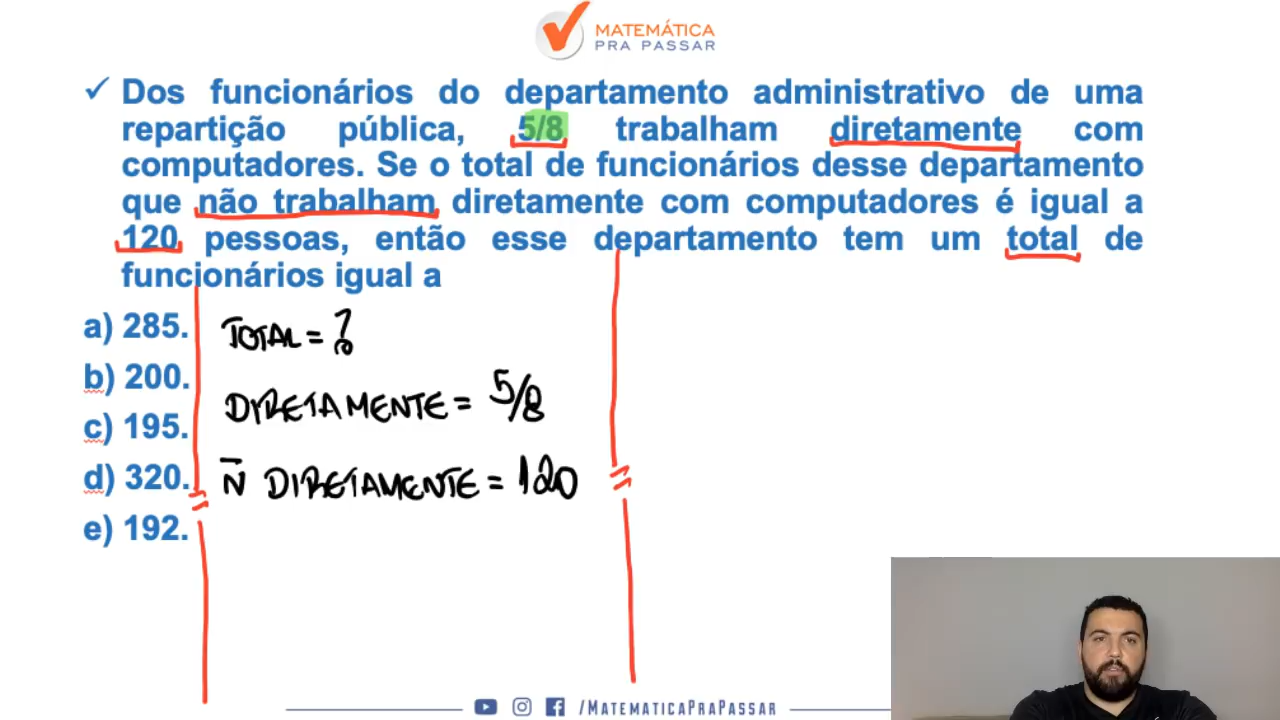 MATEMÁTICA
PRA PASSAR
Dos funcionários do departamento administrativo de uma
repartição pública, 5/8 trabalham diretamente com
computadores. Se o total de funcionários desse departamento
que não trabalham diretamente com computadores é igual a
120 pessoas, então esse departamento tem um total de
funcionários igual a
a) 285.
b) 200.
c) 195.
d) 320.
e) 192.
TOTAL = ?
DIRETAMENTE = 5/8
N̄ DIRETAMENTE = 120
/MATEMATICAPRAPASSAR